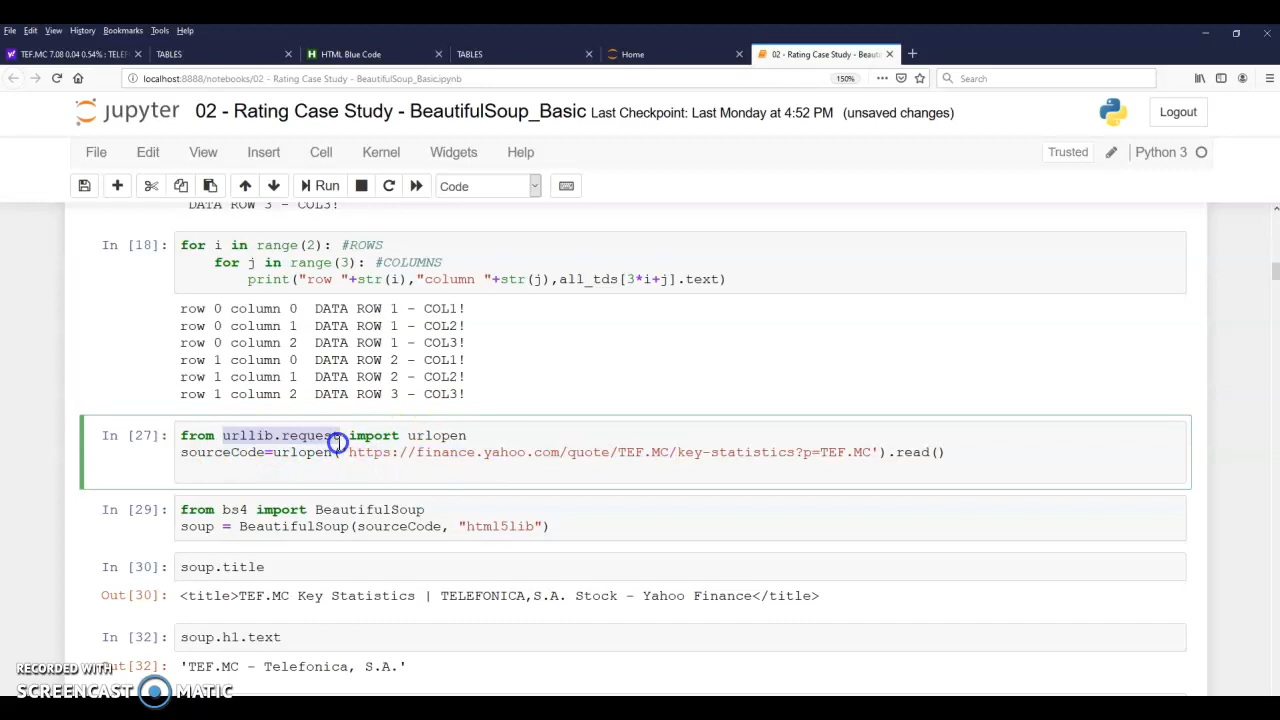 File Edit View History Bookmarks Tools Help
TEF.MC 7.08 0.04 0.54% : TELEF
TABLES
HTML Blue Code
TABLES
Home
02 - Rating Case Study - Beauti
localhost:8888/notebooks/02 - Rating Case Study - BeautifulSoup_Basic.ipynb
150%
Search
jupyter 02 - Rating Case Study - BeautifulSoup_Basic Last Checkpoint: Last Monday at 4:52 PM (unsaved changes)
Logout
File Edit View Insert Cell Kernel Widgets Help
Trusted
Python 3
Run
Code
DATA ROW 3 - COL3!
In [18]: for i in range(2): #ROWS
for j in range(3): #COLUMNS
print("row "+str(i),"column "+str(j),all_tds[3*i+j].text)
row 0 column 0 DATA ROW 1 - COL1!
row 0 column 1 DATA ROW 1 - COL2!
row 0 column 2 DATA ROW 1 - COL3!
row 1 column 0 DATA ROW 2 - COL1!
row 1 column 1 DATA ROW 2 - COL2!
row 1 column 2 DATA ROW 3 - COL3!
In [27]: from urllib.request import urlopen
sourceCode=urlopen('https://finance.yahoo.com/quote/TEF.MC/key-statistics?p=TEF.MC').read()
In [29]: from bs4 import BeautifulSoup
soup = BeautifulSoup(sourceCode, "html5lib")
In [30]: soup.title
Out[30]: <title>TEF.MC Key Statistics | TELEFONICA,S.A. Stock - Yahoo Finance</title>
In [32]: soup.h1.text
Out[32]: 'TEF.MC - Telefonica, S.A.'
RECORDED WITH
SCREENCAST MATIC